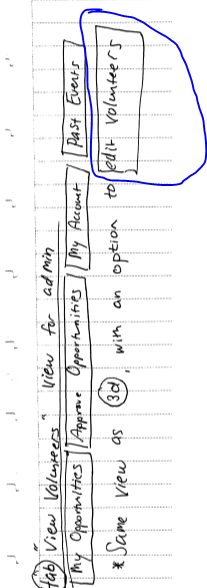 tab "View Volunteers" View for admin
My Opportunities Approve Opportunities My Account Past Events
* Same view as 3d, with an option to edit volunteers